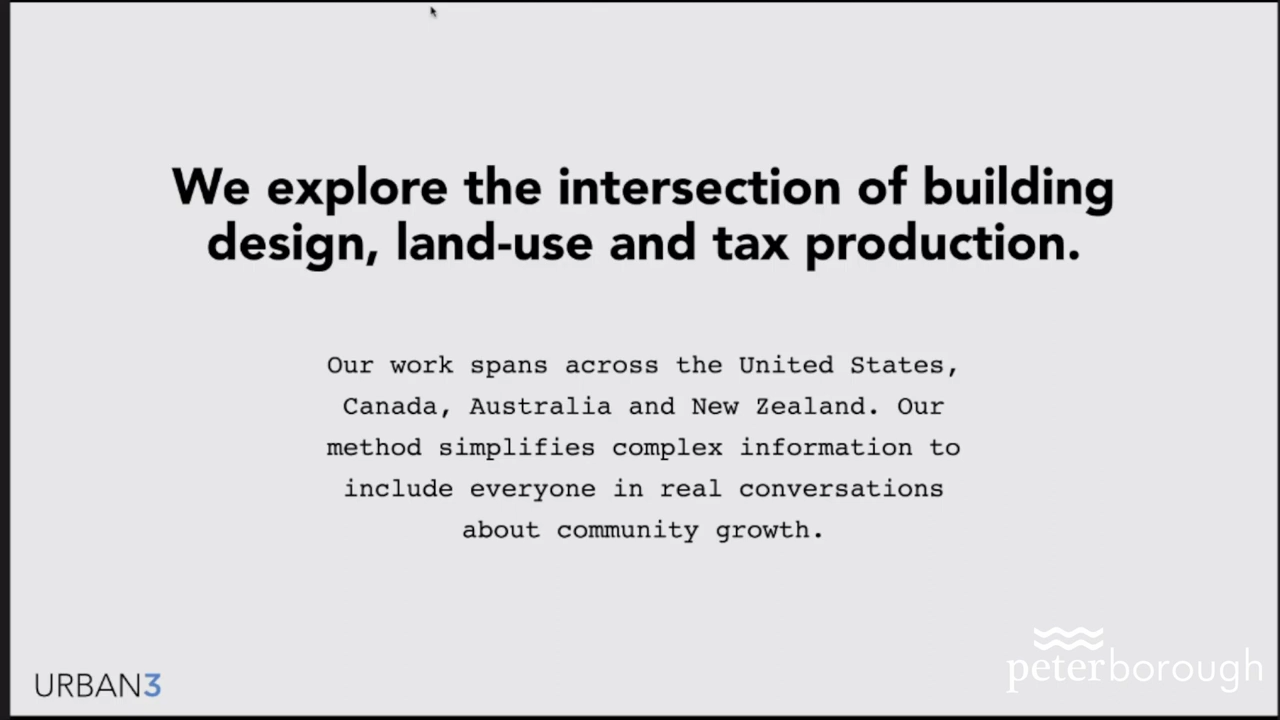 We explore the intersection of building
design, land-use and tax production.
Our work spans across the United States,
Canada, Australia and New Zealand. Our
method simplifies complex information to
include everyone in real conversations
about community growth.
URBAN3
peterborough